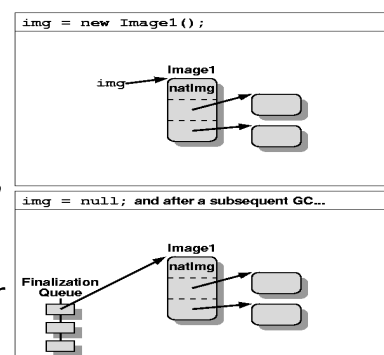 img = new Image1();
Image1
img
natImg
img = null; and after a subsequent GC...
Image1
natImg
Finalization
Queue